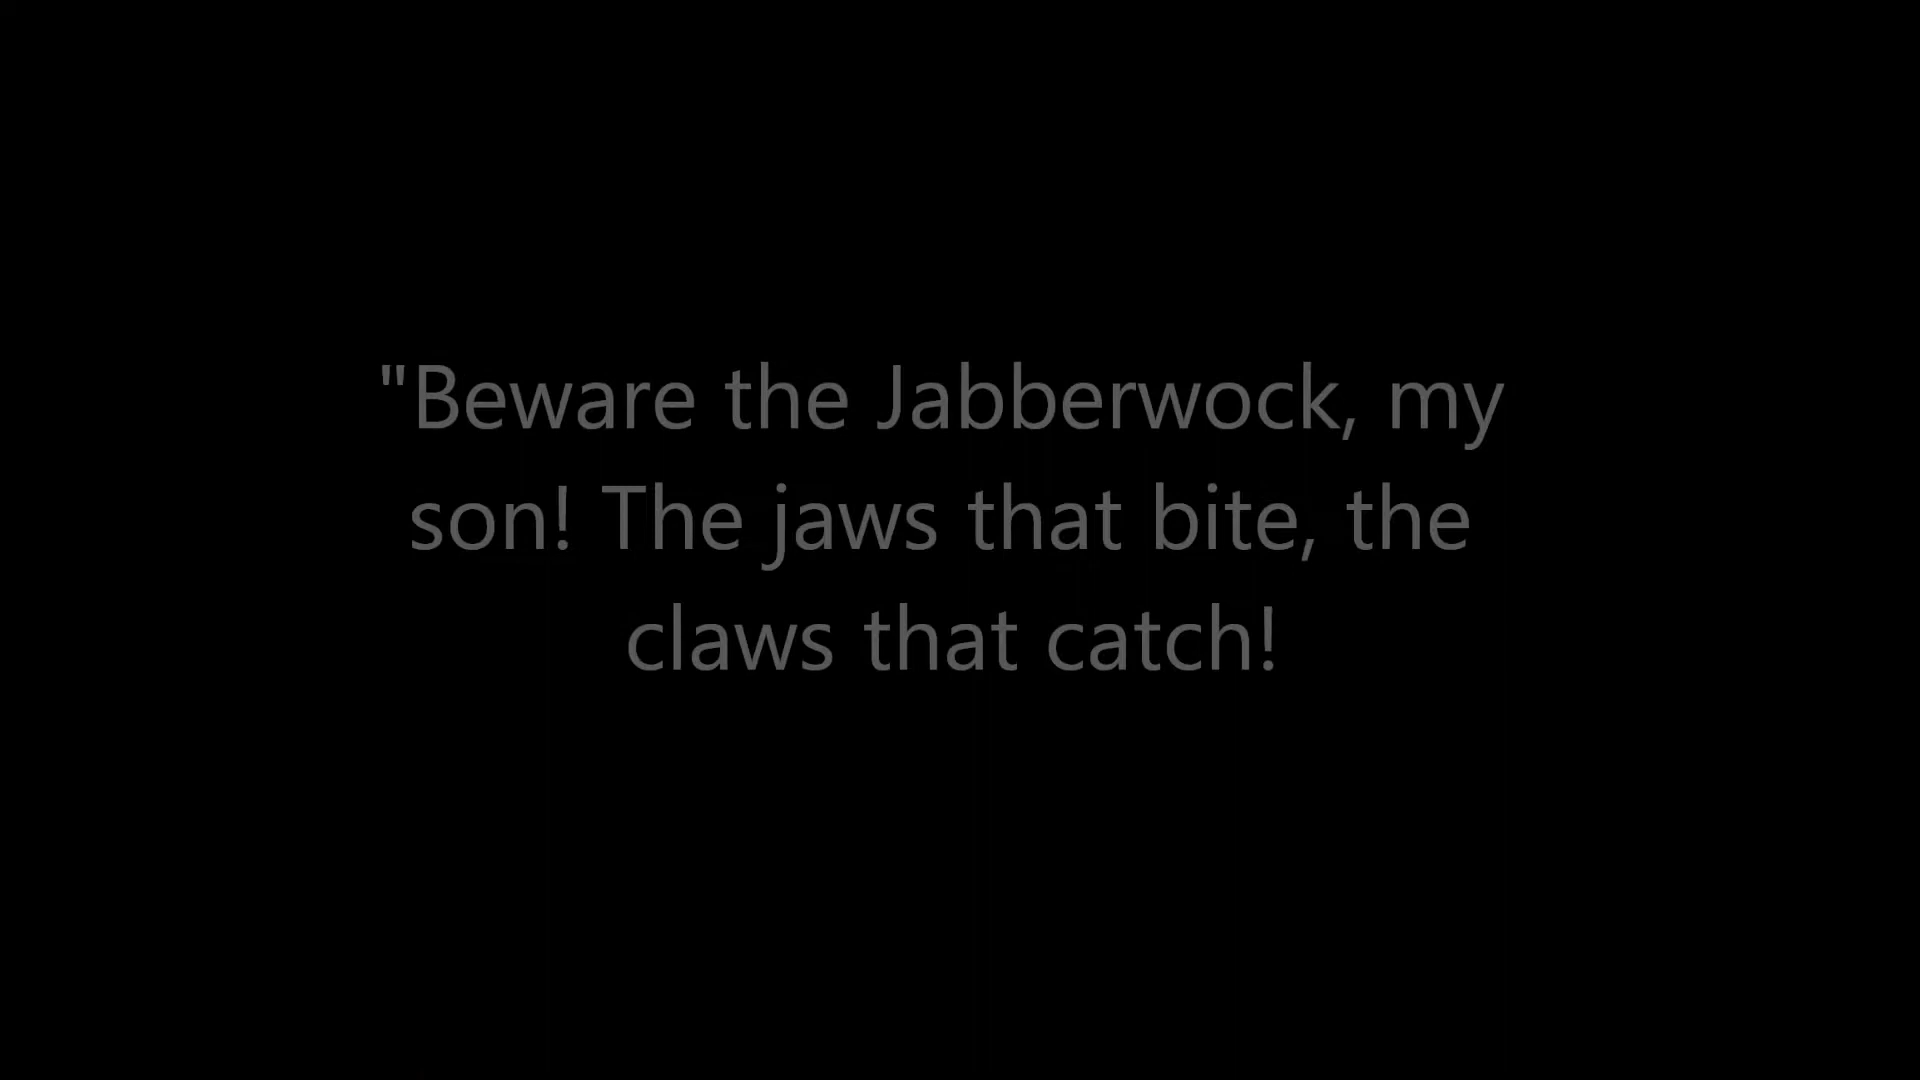 "Beware the Jabberwock, my
son! The jaws that bite, the
claws that catch!